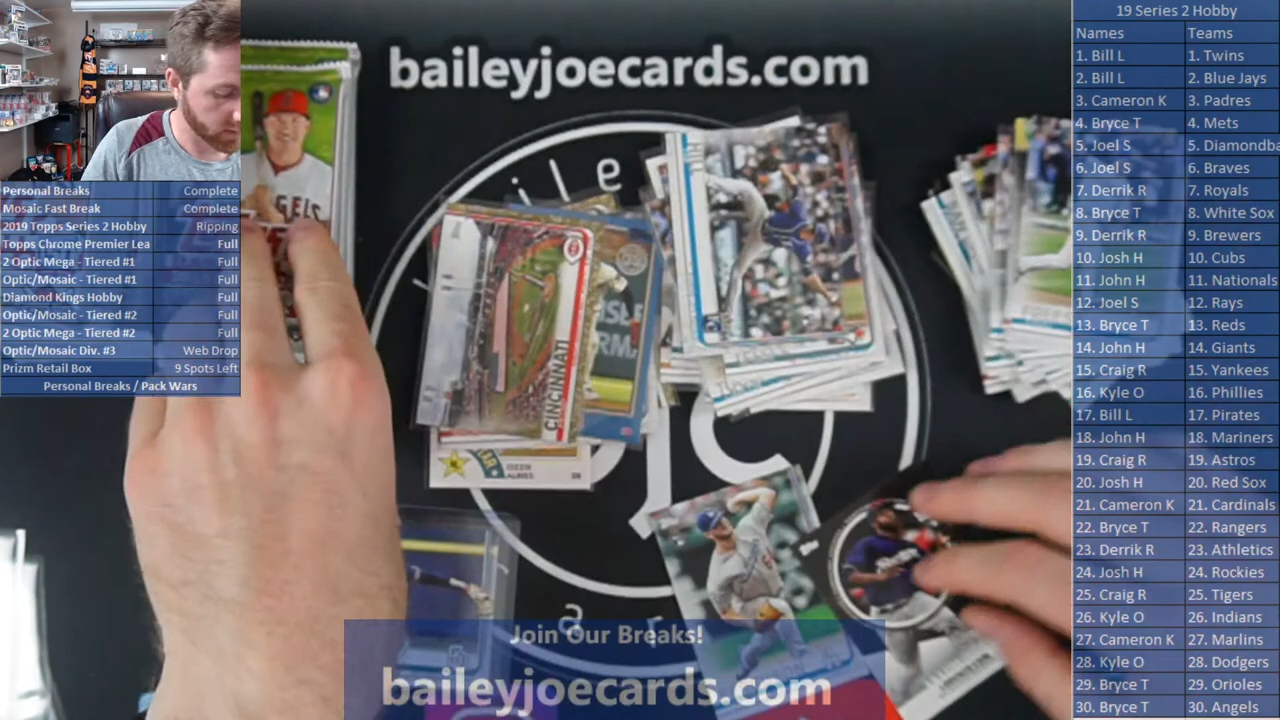 baileyjoecards.com
Personal Breaks Complete
Mosaic Fast Break Complete
2019 Topps Series 2 Hobby Ripping
Topps Chrome Premier Lea Full
2 Optic Mega - Tiered #1 Full
Optic/Mosaic - Tiered #1 Full
Diamond Kings Hobby Full
Optic/Mosaic - Tiered #2 Full
2 Optic Mega - Tiered #2 Full
Optic/Mosaic Div. #3 Web Drop
Prizm Retail Box 9 Spots Left
Personal Breaks / Pack Wars
i l e
CINCINNATI
OZZIE
ALBIES
a r
Join Our Breaks!
baileyjoecards.com
19 Series 2 Hobby
Names Teams
1. Bill L 1. Twins
2. Bill L 2. Blue Jays
3. Cameron K 3. Padres
4. Bryce T 4. Mets
5. Joel S 5. Diamondba
6. Joel S 6. Braves
7. Derrik R 7. Royals
8. Bryce T 8. White Sox
9. Derrik R 9. Brewers
10. Josh H 10. Cubs
11. John H 11. Nationals
12. Joel S 12. Rays
13. Bryce T 13. Reds
14. John H 14. Giants
15. Craig R 15. Yankees
16. Kyle O 16. Phillies
17. Bill L 17. Pirates
18. John H 18. Mariners
19. Craig R 19. Astros
20. Josh H 20. Red Sox
21. Cameron K 21. Cardinals
22. Bryce T 22. Rangers
23. Derrik R 23. Athletics
24. Josh H 24. Rockies
25. Craig R 25. Tigers
26. Kyle O 26. Indians
27. Cameron K 27. Marlins
28. Kyle O 28. Dodgers
29. Bryce T 29. Orioles
30. Bryce T 30. Angels